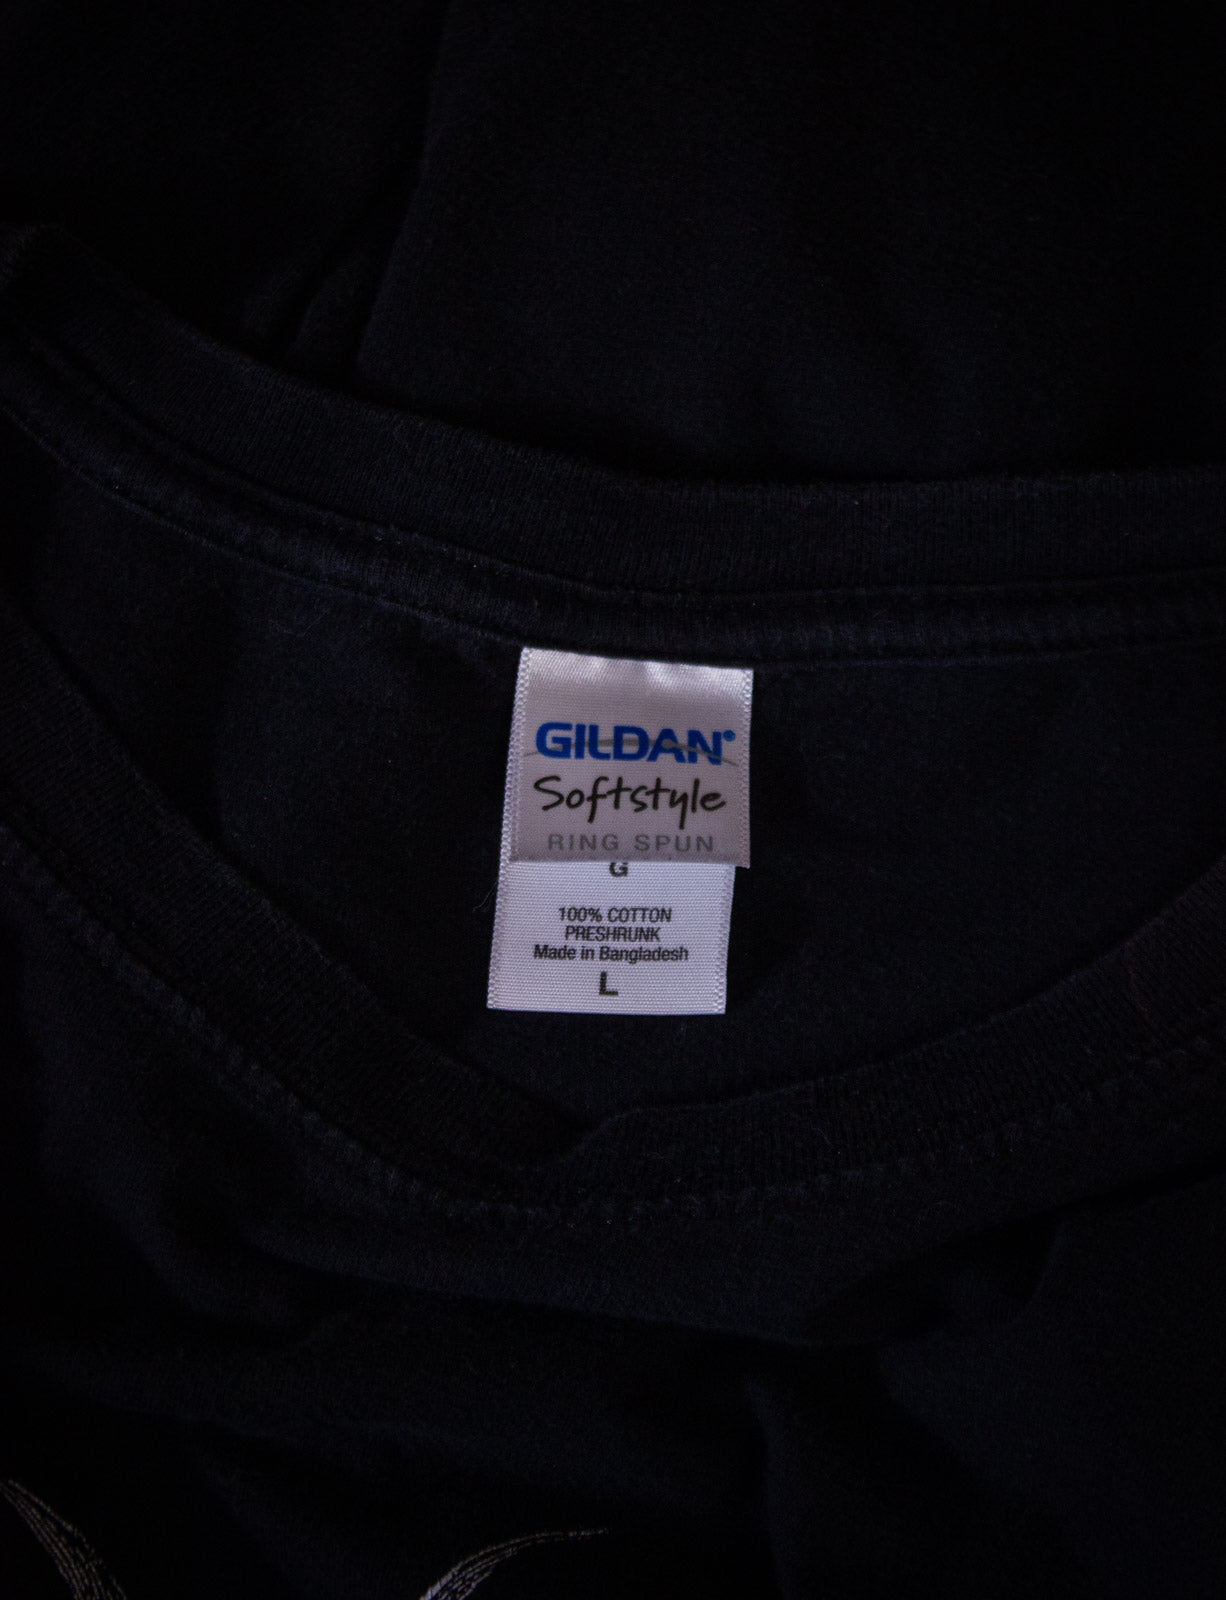 GILDAN®
Softstyle
RING SPUN
G
100% COTTON
PRESHRUNK
Made in Bangladesh
L